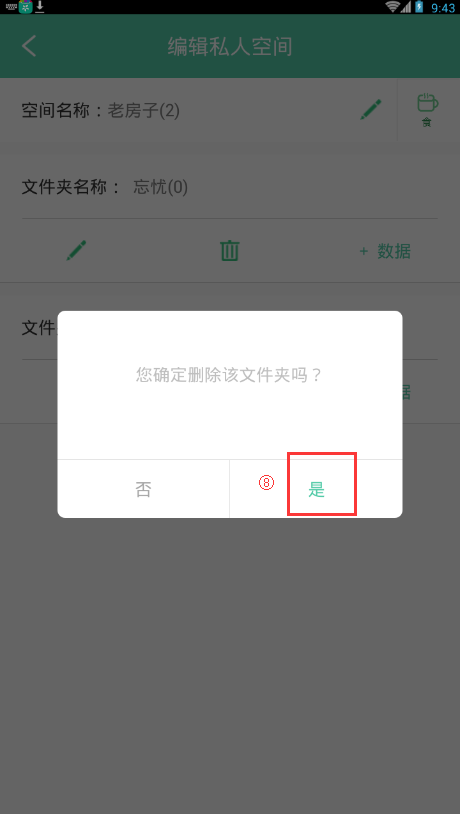 9:43
编辑私人空间
空间名称：老房子(2)
食
文件夹名称： 忘忧(0)
+ 数据
文件
据
您确定删除该文件夹吗？
否
⑧
是